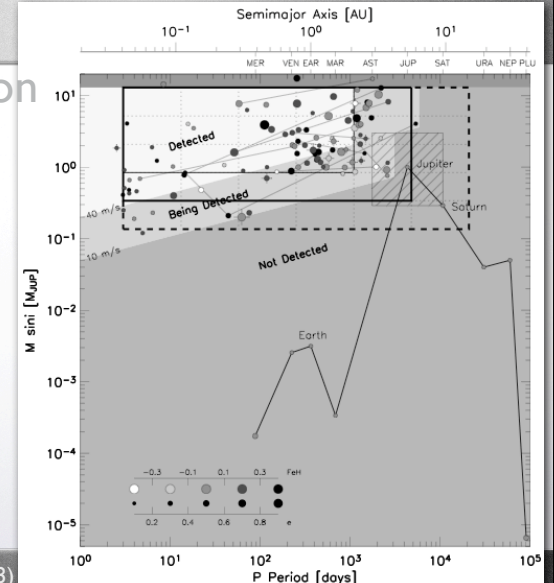 Semimajor Axis [AU]
10⁻¹ 10⁰ 10¹
MER VEN EAR MAR AST JUP SAT URA NEP PLU
on
10¹
Detected
10⁰
Jupiter
Being Detected
40 m/s
Saturn
10⁻¹
10 m/s
Not Detected
M sini [MJUP]
10⁻²
Earth
10⁻³
10⁻⁴
-0.3 -0.1 0.1 0.3 FeH
0.2 0.4 0.6 0.8 e
10⁻⁵
10⁰ 10¹ 10² 10³ 10⁴ 10⁵
P Period [days]
3)